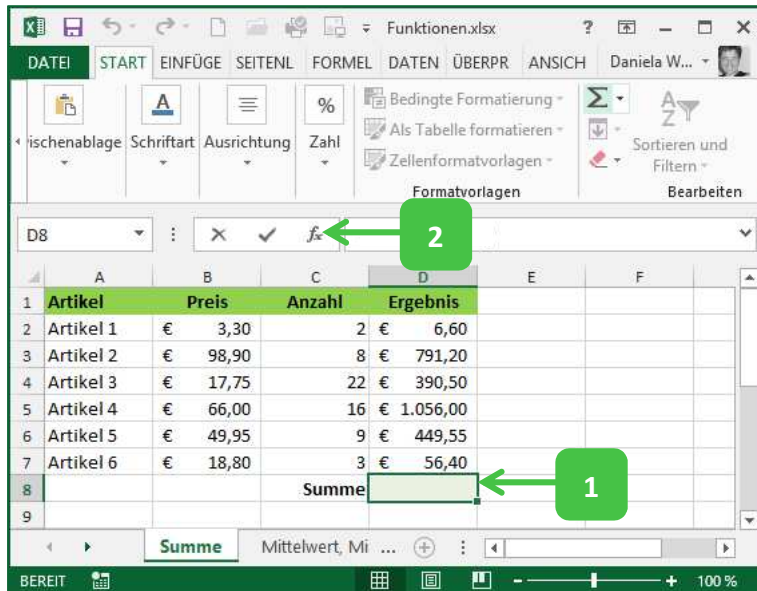 Funktionen.xlsx ?
DATEI START EINFÜGE SEITENL FORMEL DATEN ÜBERPR ANSICH Daniela W...
A % Bedingte Formatierung Σ A Z
Als Tabelle formatieren
ischenablage Schriftart Ausrichtung Zahl Sortieren und
Zellenformatvorlagen Filtern
Formatvorlagen Bearbeiten
D8 fx 2
A B C D E F
1 Artikel Preis Anzahl Ergebnis
2 Artikel 1 € 3,30 2 € 6,60
3 Artikel 2 € 98,90 8 € 791,20
4 Artikel 3 € 17,75 22 € 390,50
5 Artikel 4 € 66,00 16 € 1.056,00
6 Artikel 5 € 49,95 9 € 449,55
7 Artikel 6 € 18,80 3 € 56,40
8 Summe 1
9
Summe Mittelwert, Mi ...
BEREIT - + 100 %